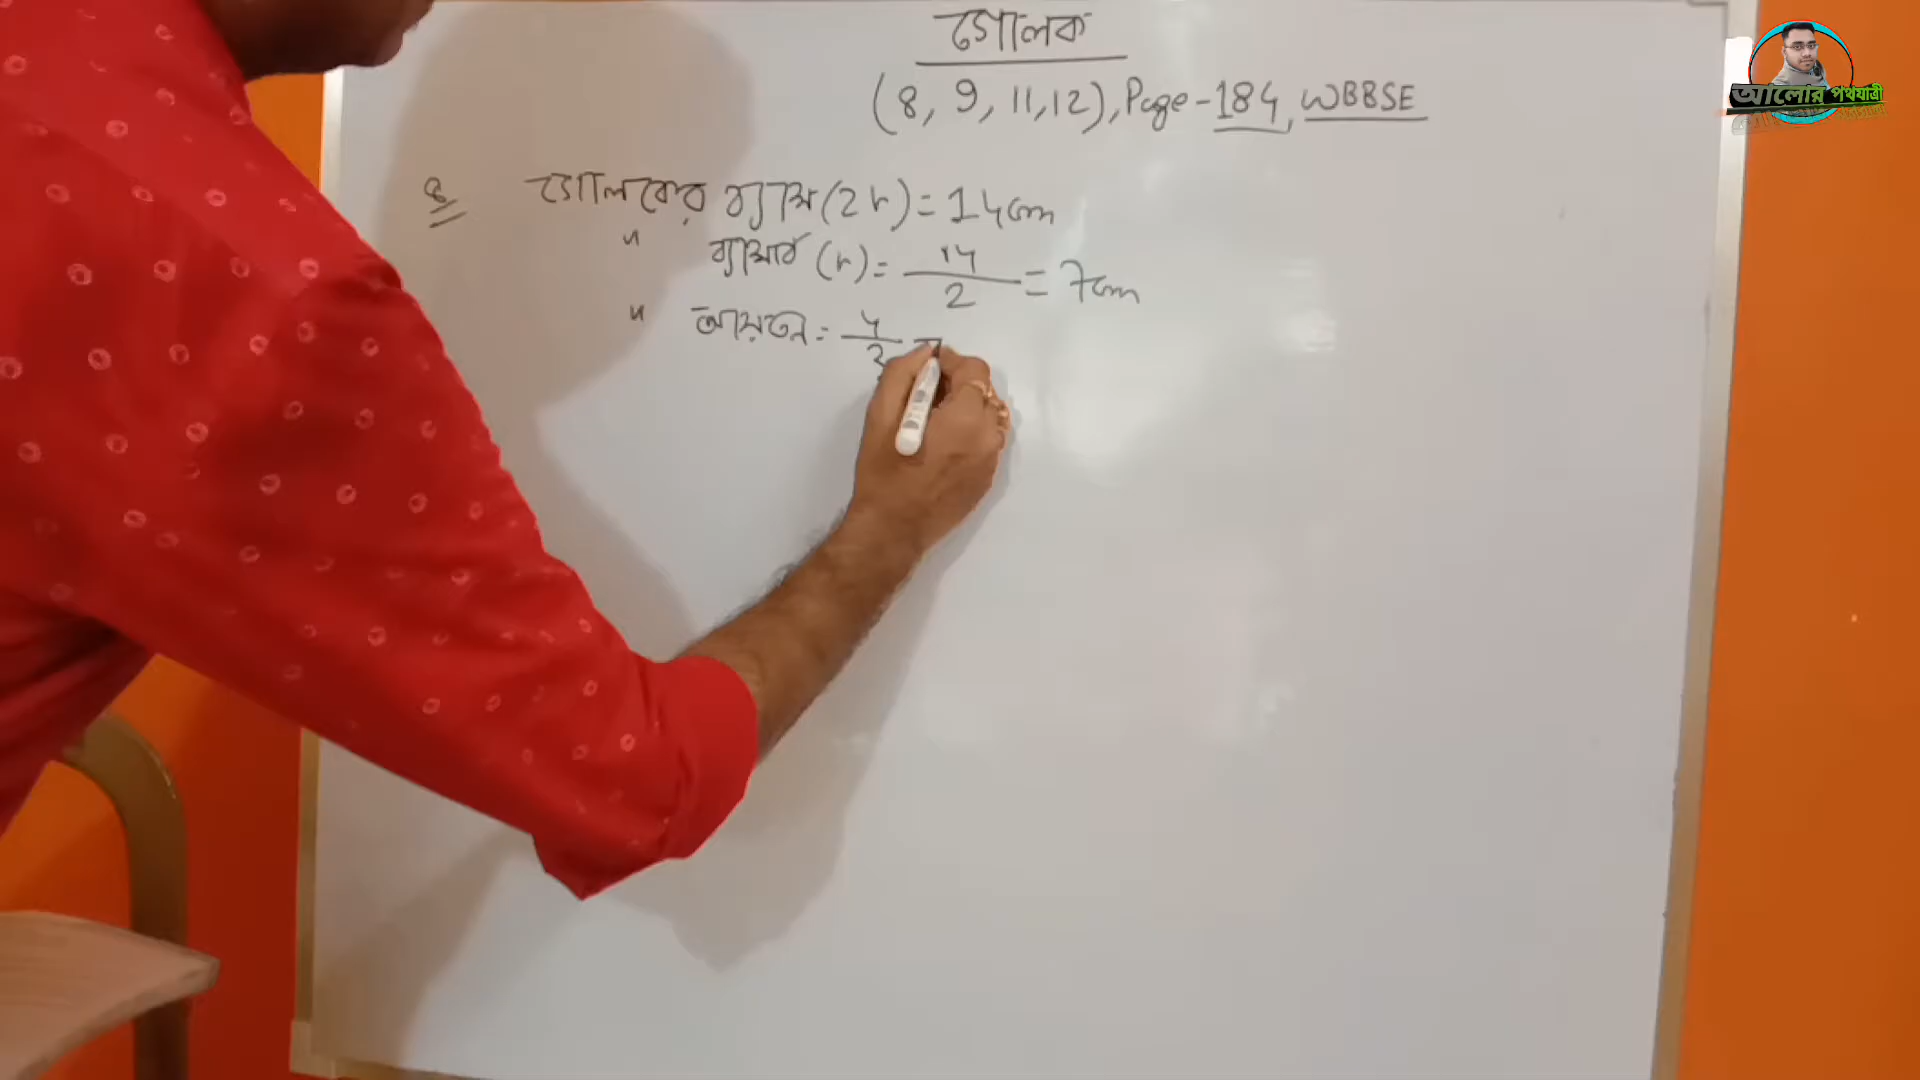 গোলক
(8, 9, 11, 12), Page - 184, WBBSE
8 গোলকের ব্যাস (2r) = 14cm
" ব্যাসার্ধ (r) = 14/2 = 7cm
" আয়তন = 4/3 π
আলোর পথযাত্রী